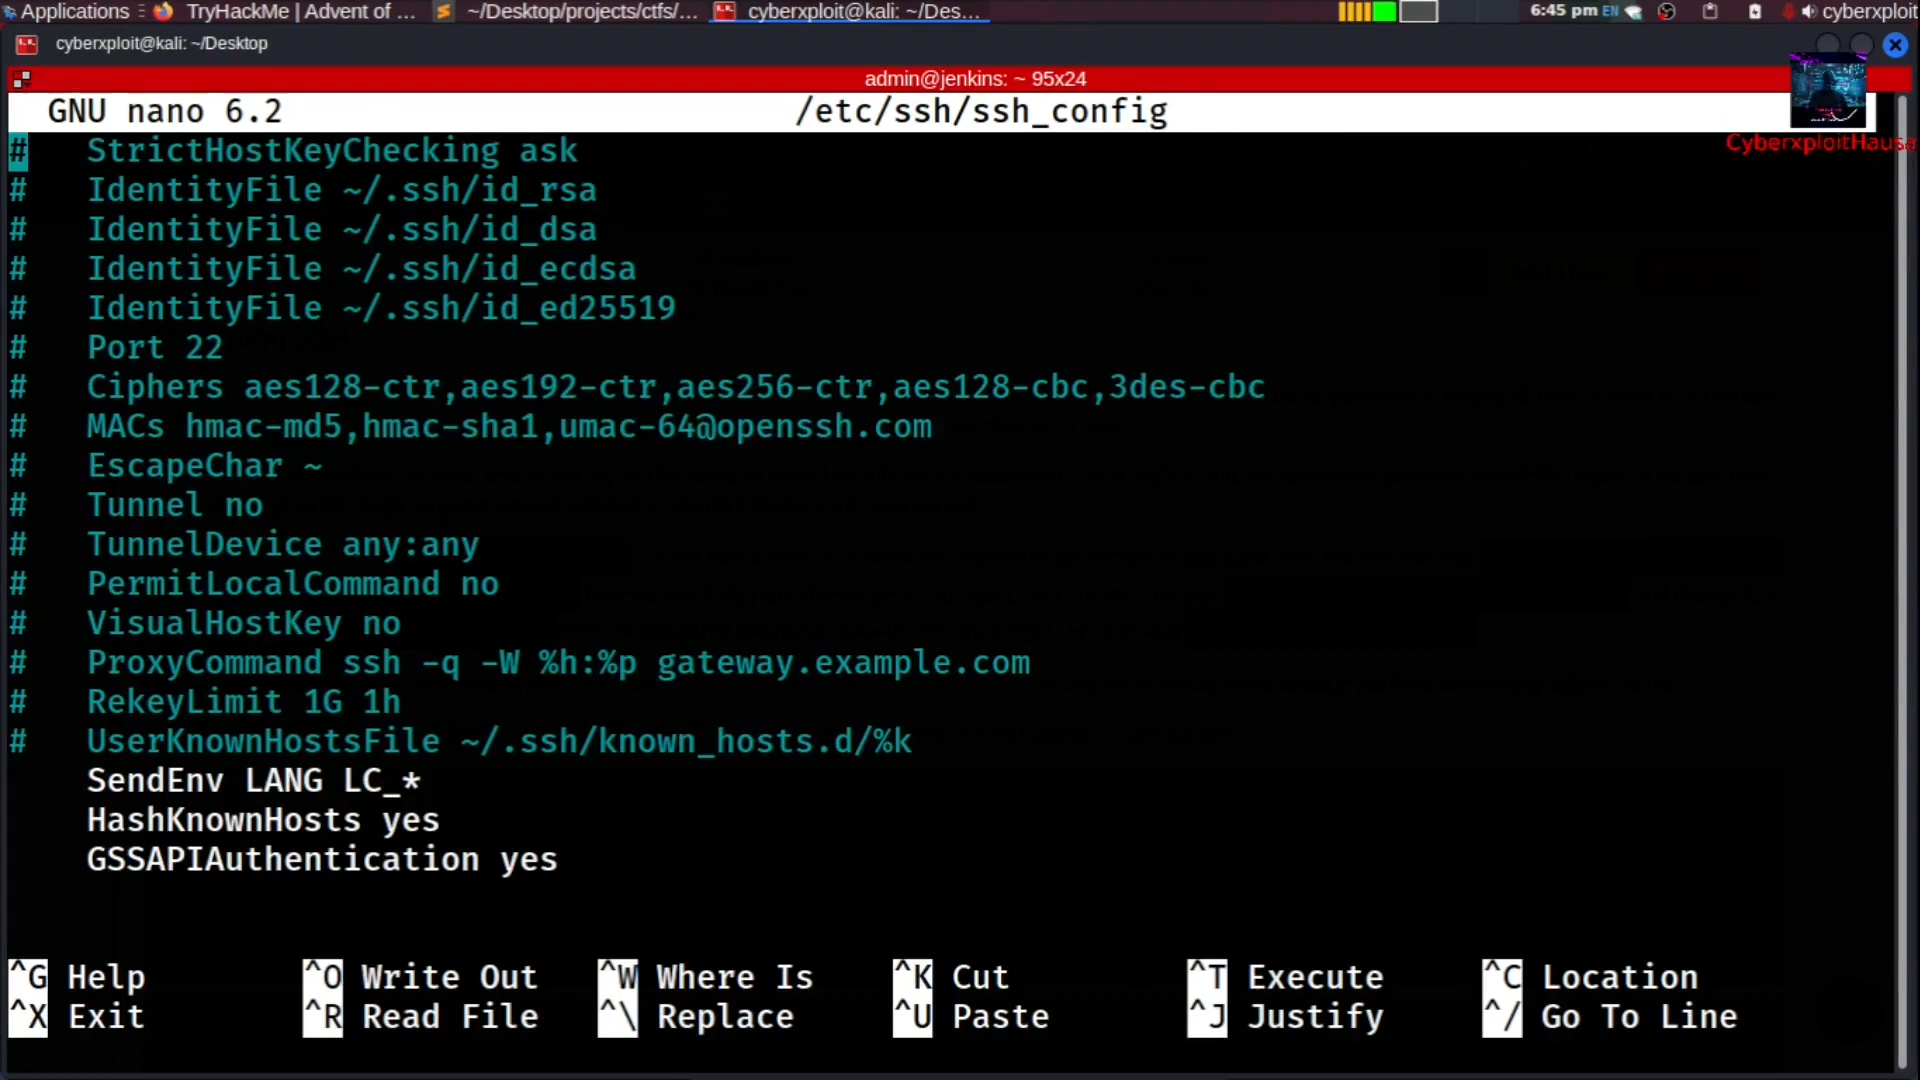 Applications TryHackMe | Advent of ... ~/Desktop/projects/ctfs/... cyberxploit@kali: ~/Des... 6:45 pm EN cyberxploit
cyberxploit@kali: ~/Desktop
admin@jenkins: ~ 95x24
GNU nano 6.2 /etc/ssh/ssh_config
CyberxploitHausa
# StrictHostKeyChecking ask
# IdentityFile ~/.ssh/id_rsa
# IdentityFile ~/.ssh/id_dsa
# IdentityFile ~/.ssh/id_ecdsa
# IdentityFile ~/.ssh/id_ed25519
# Port 22
# Ciphers aes128-ctr,aes192-ctr,aes256-ctr,aes128-cbc,3des-cbc
# MACs hmac-md5,hmac-sha1,umac-64@openssh.com
# EscapeChar ~
# Tunnel no
# TunnelDevice any:any
# PermitLocalCommand no
# VisualHostKey no
# ProxyCommand ssh -q -W %h:%p gateway.example.com
# RekeyLimit 1G 1h
# UserKnownHostsFile ~/.ssh/known_hosts.d/%k
SendEnv LANG LC_*
HashKnownHosts yes
GSSAPIAuthentication yes
^G Help ^O Write Out ^W Where Is ^K Cut ^T Execute ^C Location
^X Exit ^R Read File ^\ Replace ^U Paste ^J Justify ^/ Go To Line